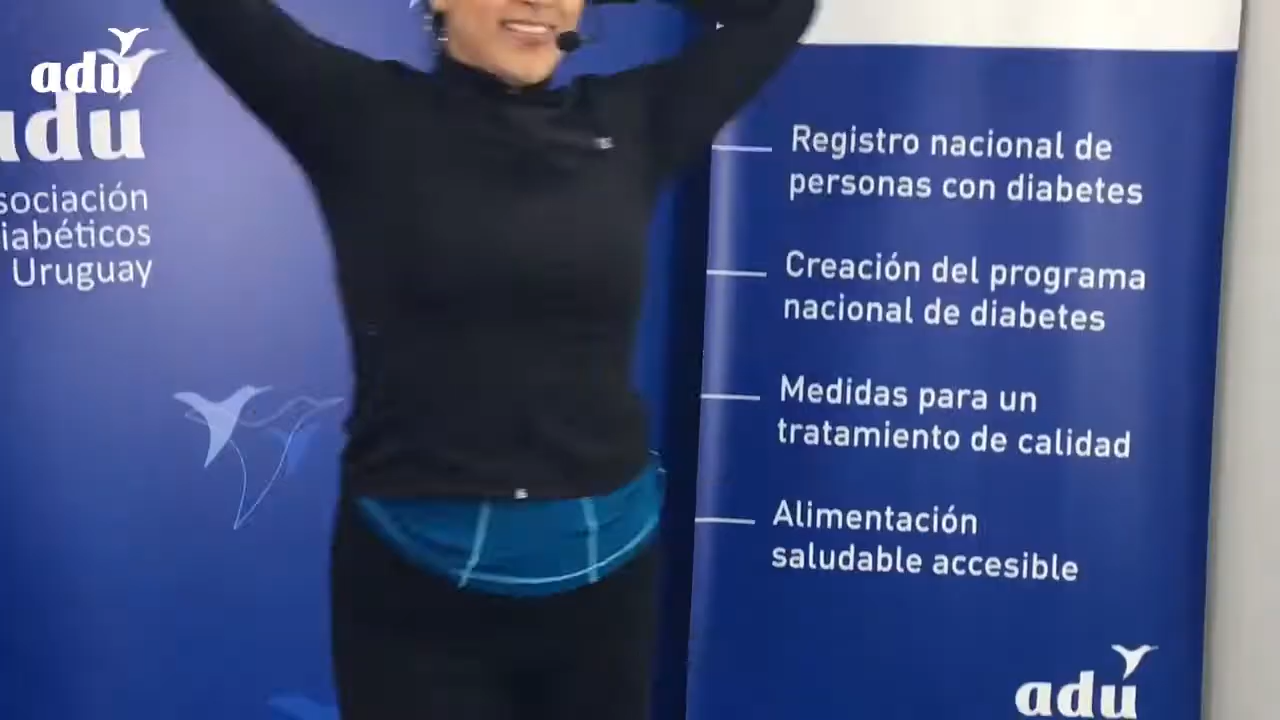 adu
adu
sociación
iabéticos
Uruguay
Registro nacional de
personas con diabetes
Creación del programa
nacional de diabetes
Medidas para un
tratamiento de calidad
Alimentación
saludable accesible
adu